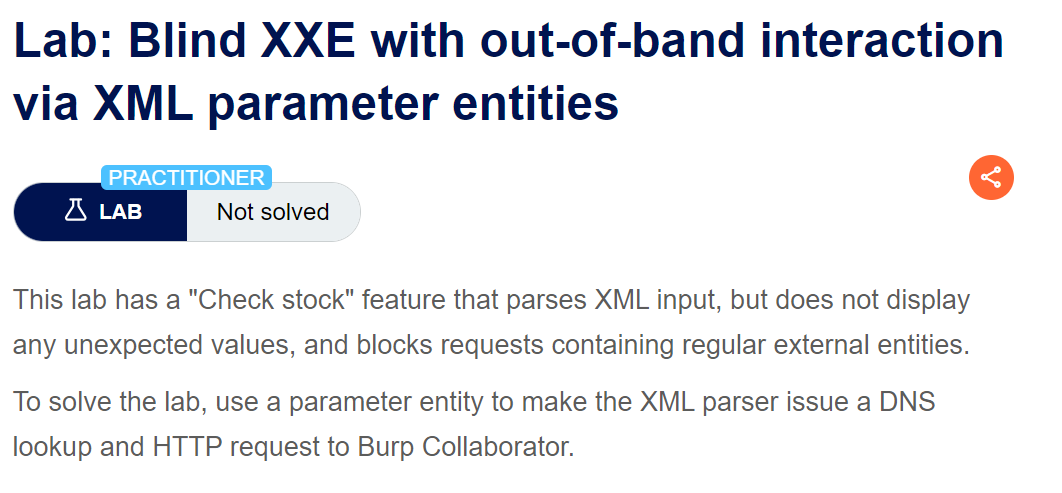 Lab: Blind XXE with out-of-band interaction
via XML parameter entities
PRACTITIONER
LAB
Not solved
This lab has a "Check stock" feature that parses XML input, but does not display
any unexpected values, and blocks requests containing regular external entities.
To solve the lab, use a parameter entity to make the XML parser issue a DNS
lookup and HTTP request to Burp Collaborator.